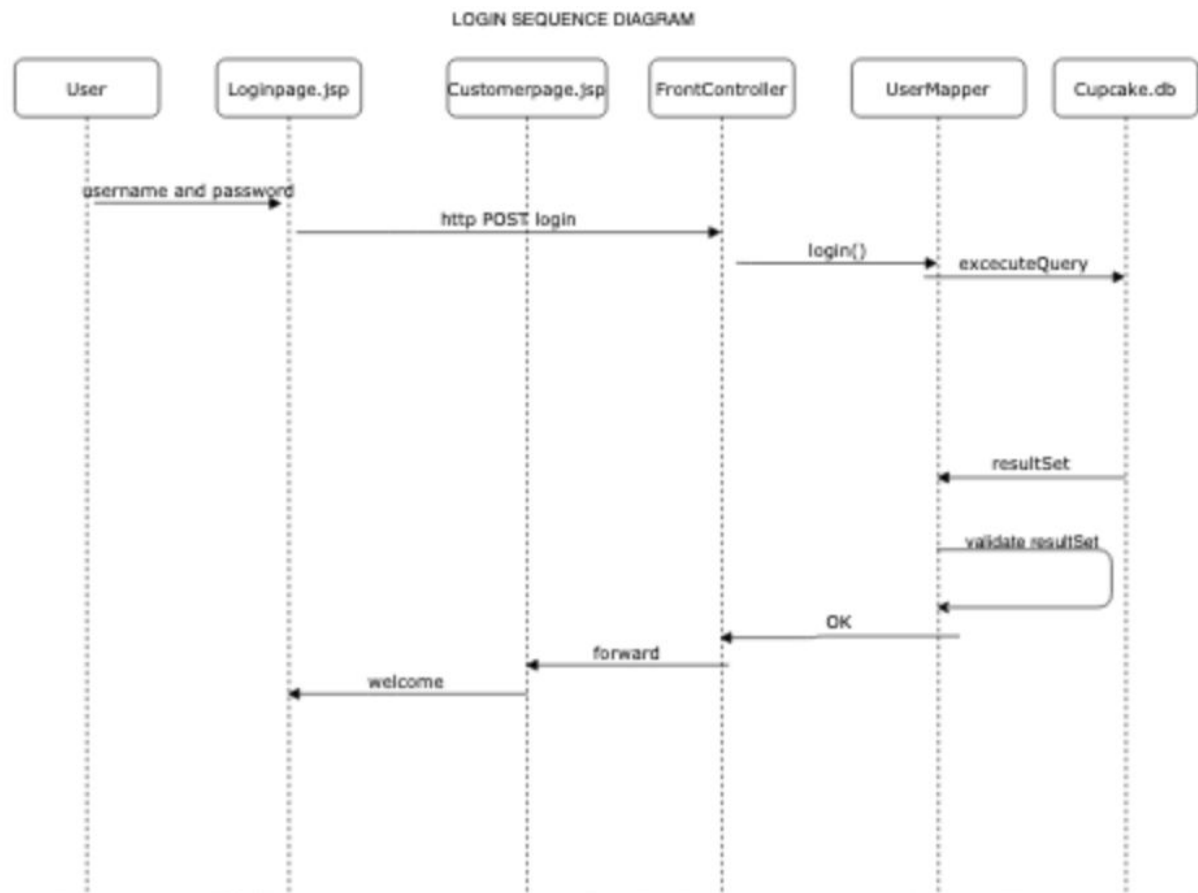 LOGIN SEQUENCE DIAGRAM
User
Loginpage.jsp
Customerpage.jsp
FrontController
UserMapper
Cupcake.db
username and password
http POST login
login()
excecuteQuery
resultSet
validate resultSet
OK
forward
welcome